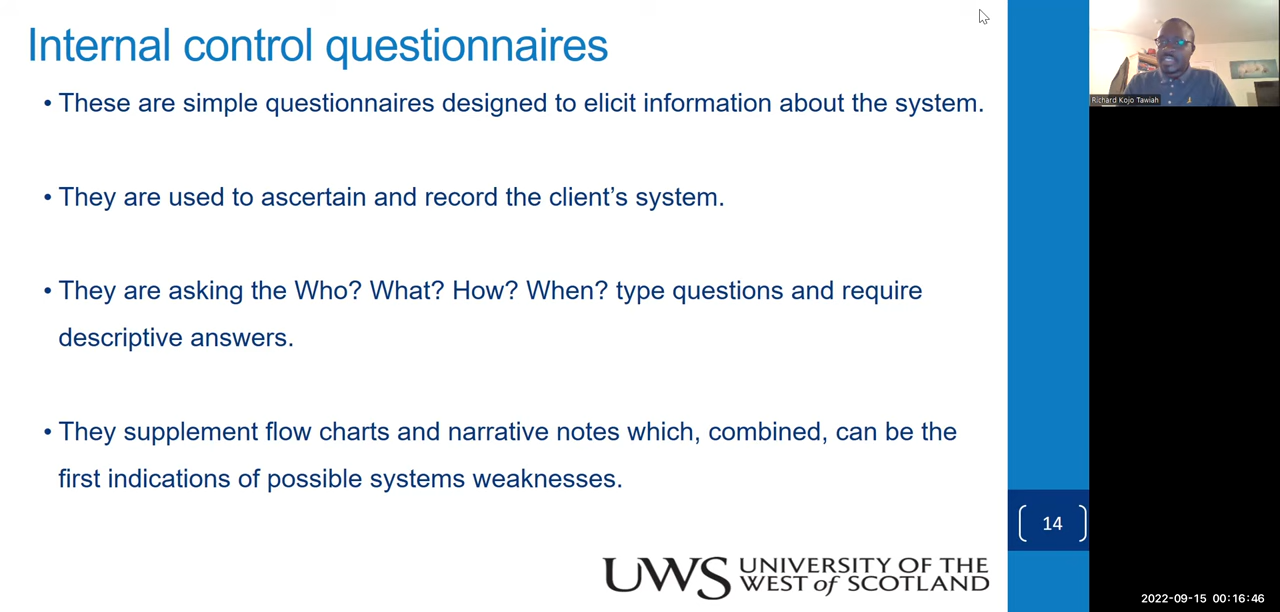 Internal control questionnaires
• These are simple questionnaires designed to elicit information about the system.
• They are used to ascertain and record the client’s system.
• They are asking the Who? What? How? When? type questions and require
descriptive answers.
• They supplement flow charts and narrative notes which, combined, can be the
first indications of possible systems weaknesses.
14
UWS UNIVERSITY OF THE
WEST of SCOTLAND
Richard Kojo Tawiah
2022-09-15 00:16:46